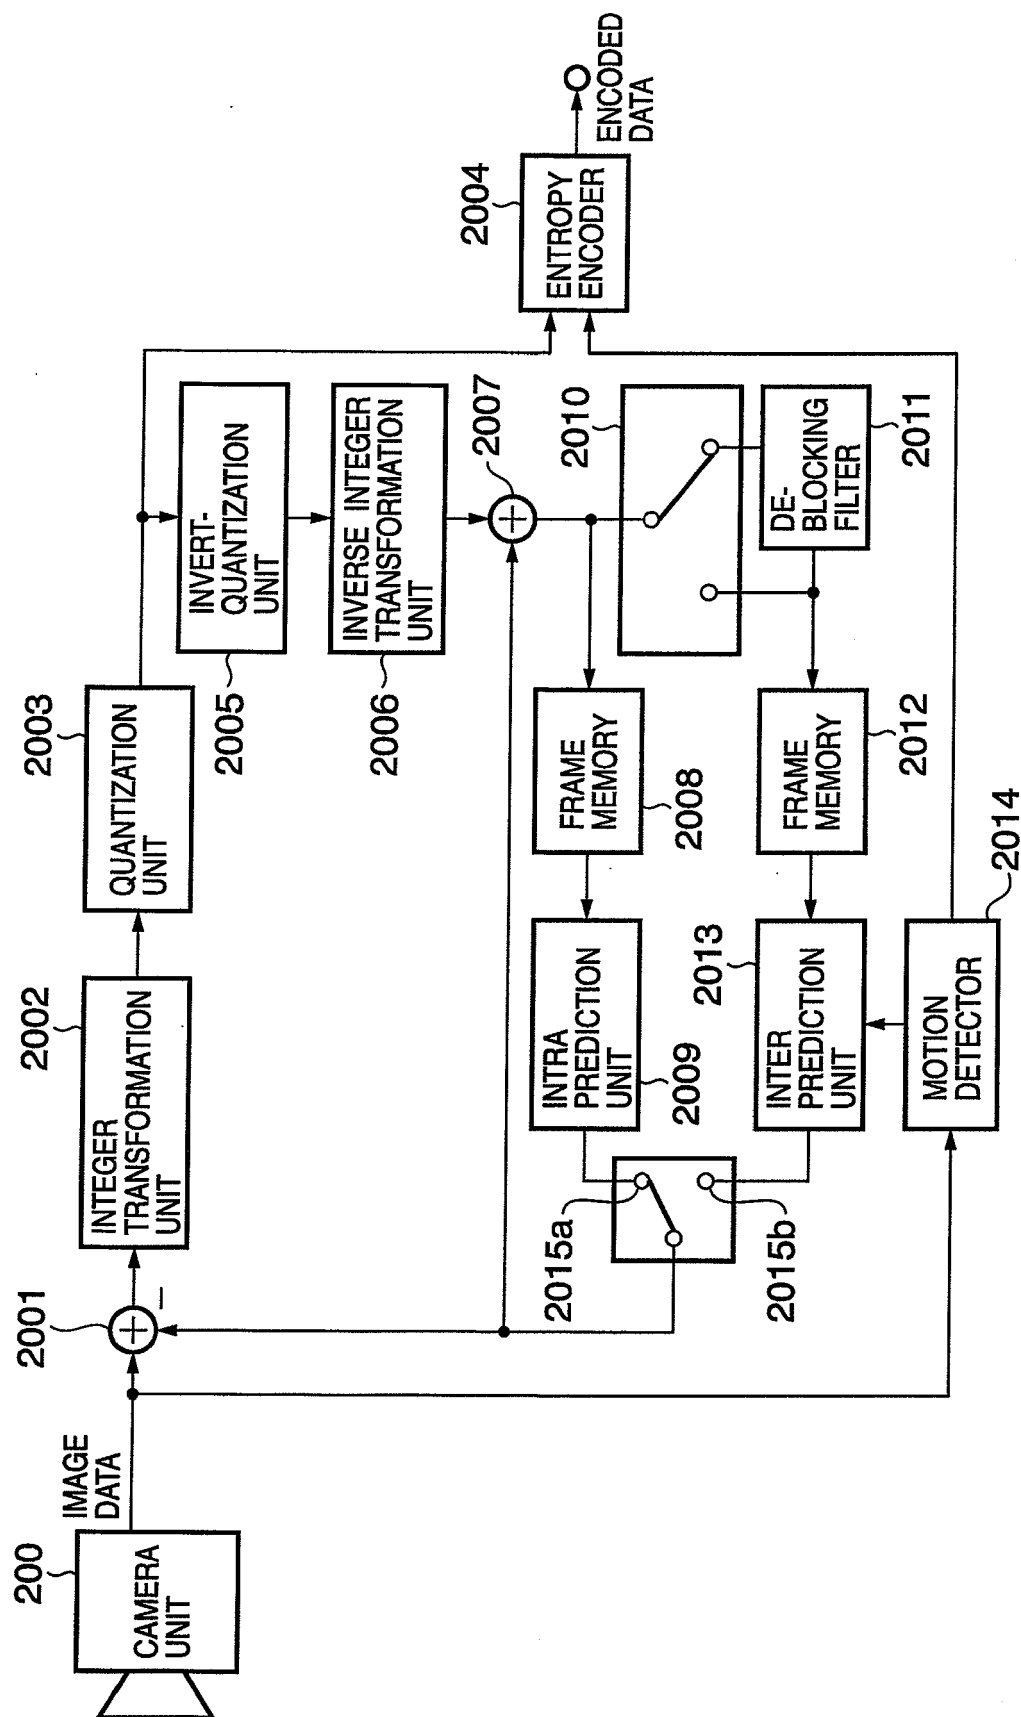 200
CAMERA
UNIT
IMAGE
DATA
2001
−
2002
INTEGER
TRANSFORMATION
UNIT
2003
QUANTIZATION
UNIT
INVERT-
QUANTIZATION
UNIT
2005
INVERSE INTEGER
TRANSFORMATION
UNIT
2006
2004
ENTROPY
ENCODER
ENCODED
DATA
2007
2010
DE-
BLOCKING
FILTER
2011
FRAME
MEMORY
2008
FRAME
MEMORY
2012
INTRA
PREDICTION
UNIT
2009
2013
INTER
PREDICTION
UNIT
2014
MOTION
DETECTOR
2015a
2015b